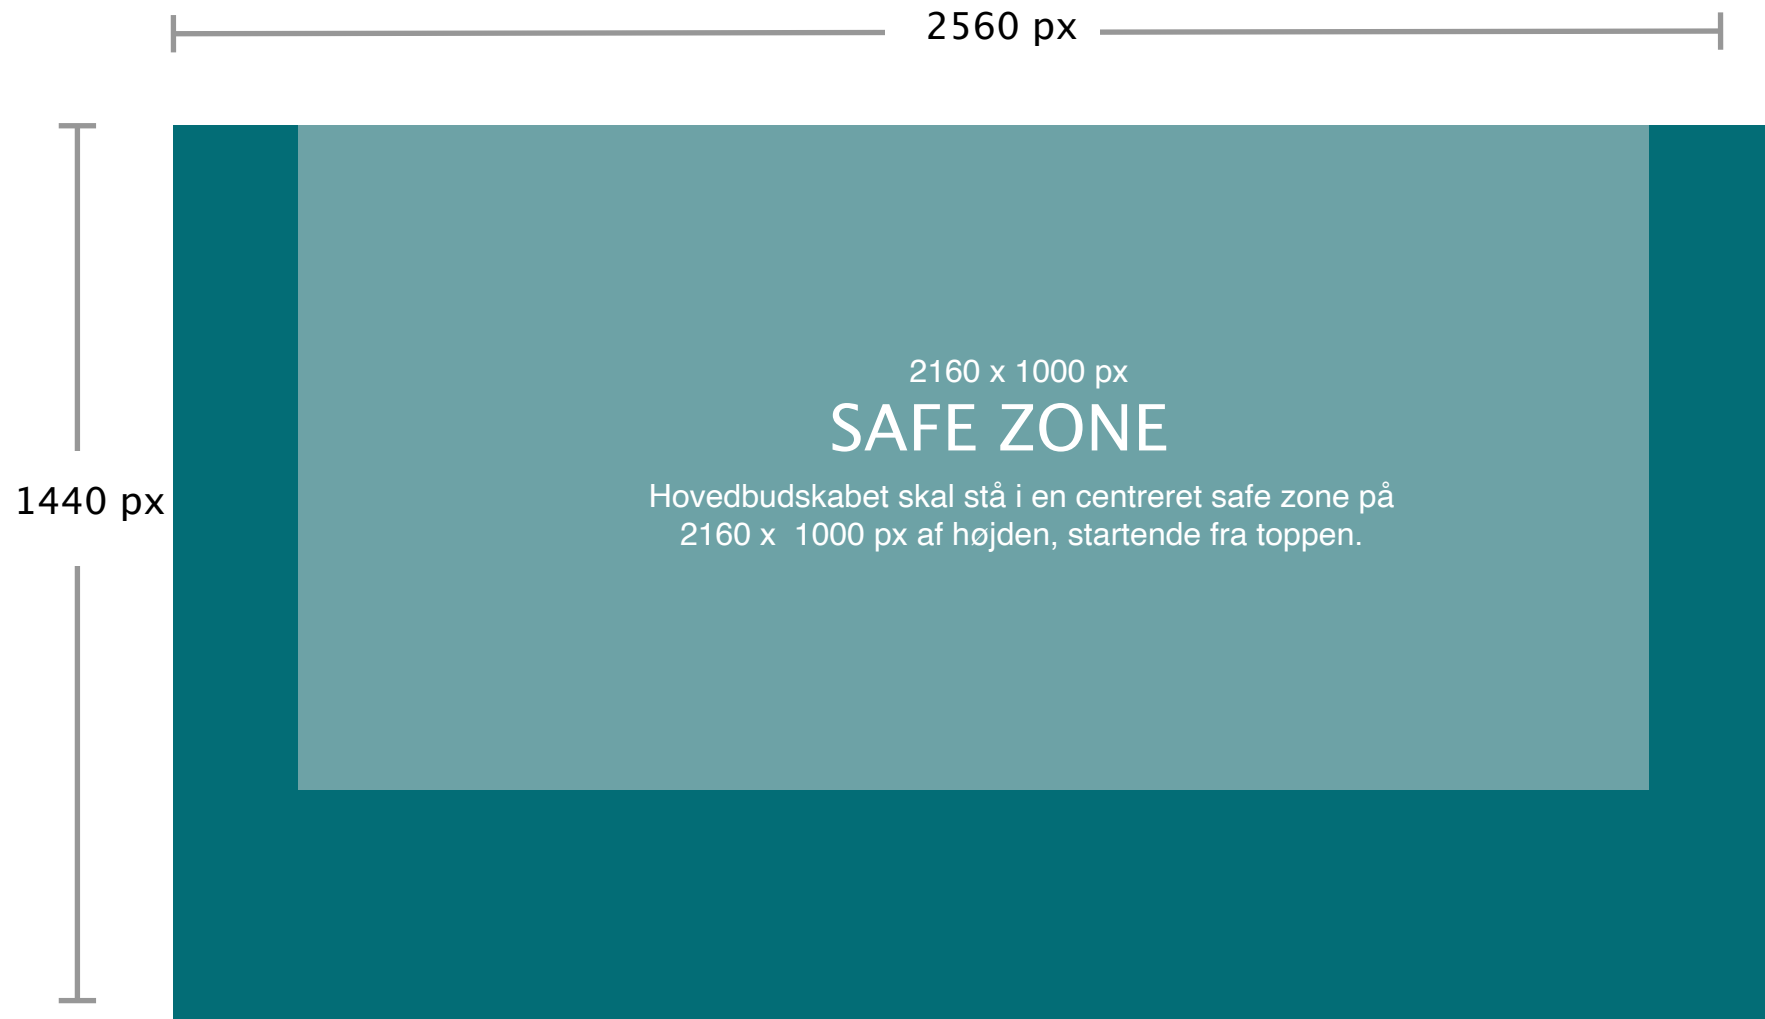 2560 px
2160 x 1000 px
SAFE ZONE
1440 px
Hovedbudskabet skal stå i en centreret safe zone på
2160 x  1000 px af højden, startende fra toppen.